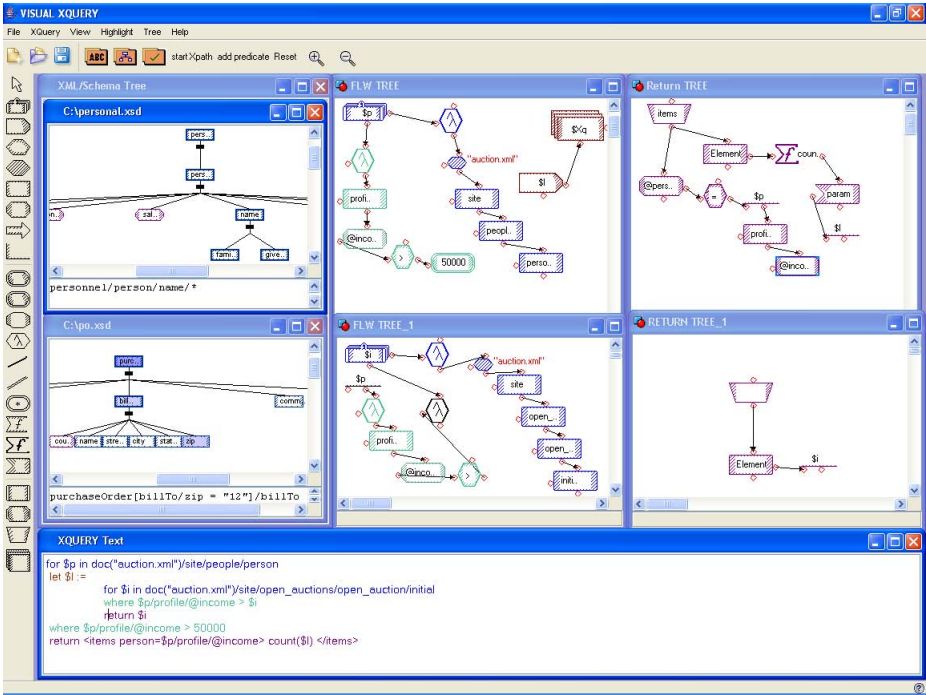 VISUAL XQUERY
File XQuery View Highlight Tree Help
ABC start Xpath add predicate Reset
XML/Schema Tree
C:\personal.xsd
pers..
pers..
on.. sal.. name
fami.. give..
personnel/person/name/*
C:\po.xsd
purc..
bill..
comm..
cou.. name stre.. city stat.. zip
purchaseOrder[billTo/zip = "12"]/billTo
FLW TREE
$p λ $Xq
λ "auction.xml"
$l
profi.. site
peopl..
@inco..
> 50000 perso..
Return TREE
items
Element f coun..
@pers.. = $p param
profi.. $l
@inco..
FLW TREE_1
$i λ "auction.xml"
$p site
λ λ open_..
profi.. open_..
@inco.. > initi..
RETURN TREE_1
Element $i
XQUERY Text
for $p in doc("auction.xml")/site/people/person
let $l :=
for $i in doc("auction.xml")/site/open_auctions/open_auction/initial
where $p/profile/@income > $i
return $i
where $p/profile/@income > 50000
return <items person=$p/profile/@income> count($l) </items>